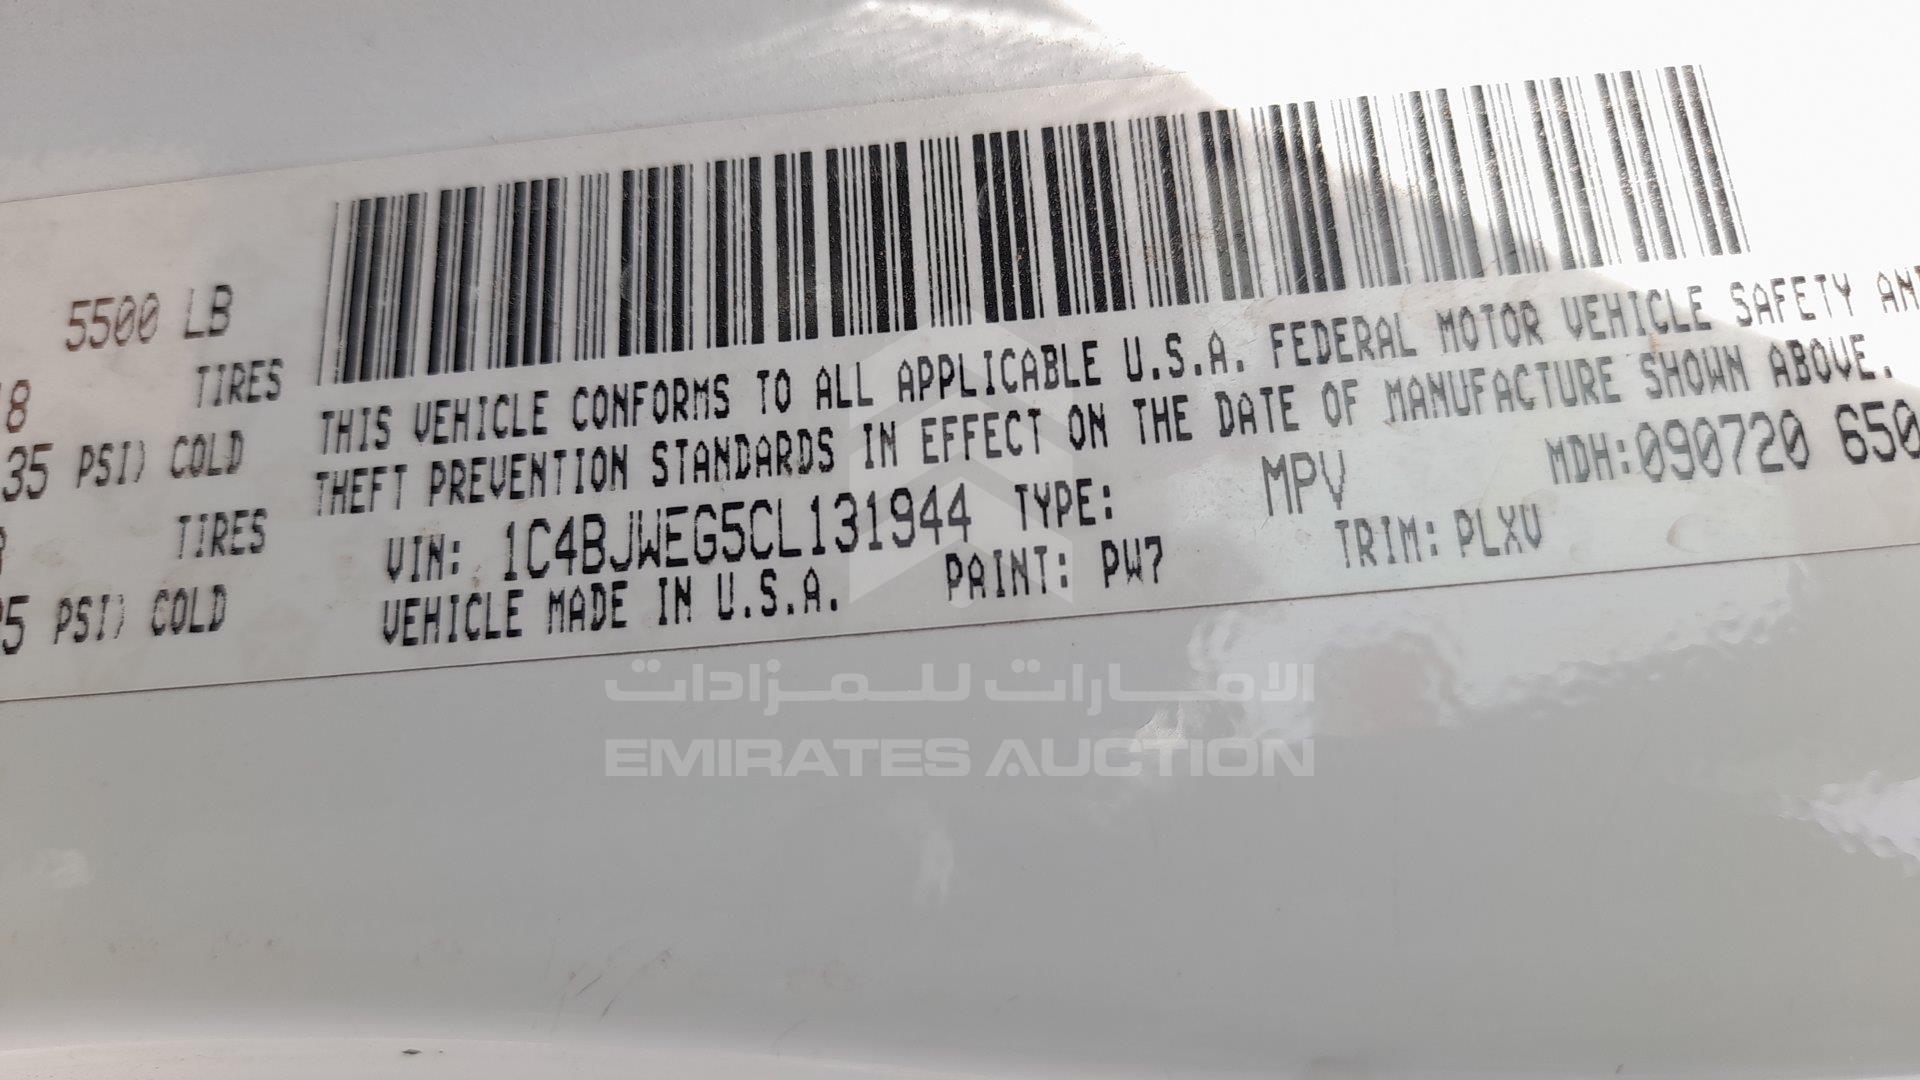 5500 LB
TIRES
35 PSI) COLD
TIRES
5 PSI) COLD
THIS VEHICLE CONFORMS TO ALL APPLICABLE U.S.A. FEDERAL MOTOR VEHICLE SAFETY AN
THEFT PREVENTION STANDARDS IN EFFECT ON THE DATE OF MANUFACTURE SHOWN ABOVE.
VIN: 1C4BJWEG5CL131944 TYPE: MPV MDH:090720 650
VEHICLE MADE IN U.S.A. PAINT: PW7 TRIM: PLXV
الامارات للمزادات
EMIRATES AUCTION